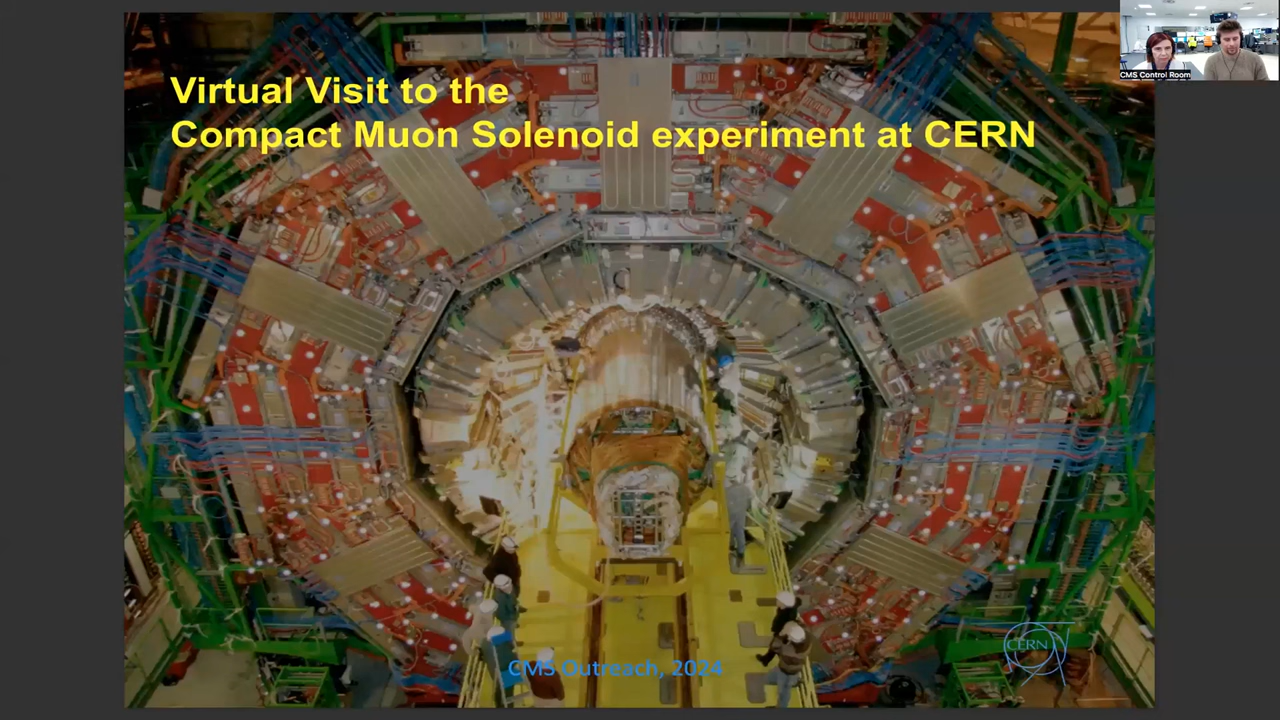 Virtual Visit to the
Compact Muon Solenoid experiment at CERN
CMS Control Room
CMS Outreach, 2024
CERN